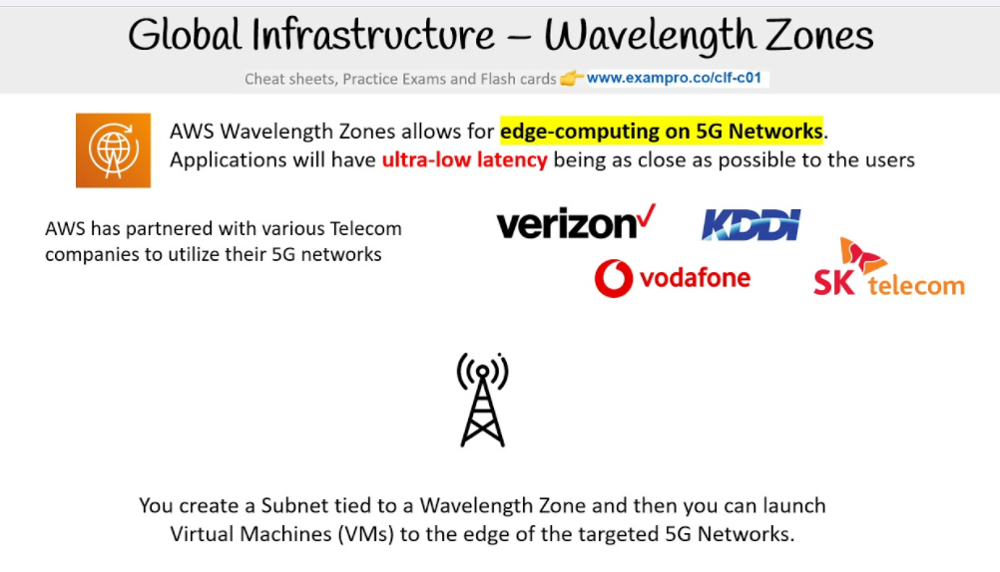 Global Infrastructure – Wavelength Zones
Cheat sheets, Practice Exams and Flash cards 👉 www.exampro.co/clf-c01
AWS Wavelength Zones allows for edge-computing on 5G Networks.
Applications will have ultra-low latency being as close as possible to the users
AWS has partnered with various Telecom
companies to utilize their 5G networks
verizon
KDDI
vodafone
SK telecom
You create a Subnet tied to a Wavelength Zone and then you can launch
Virtual Machines (VMs) to the edge of the targeted 5G Networks.